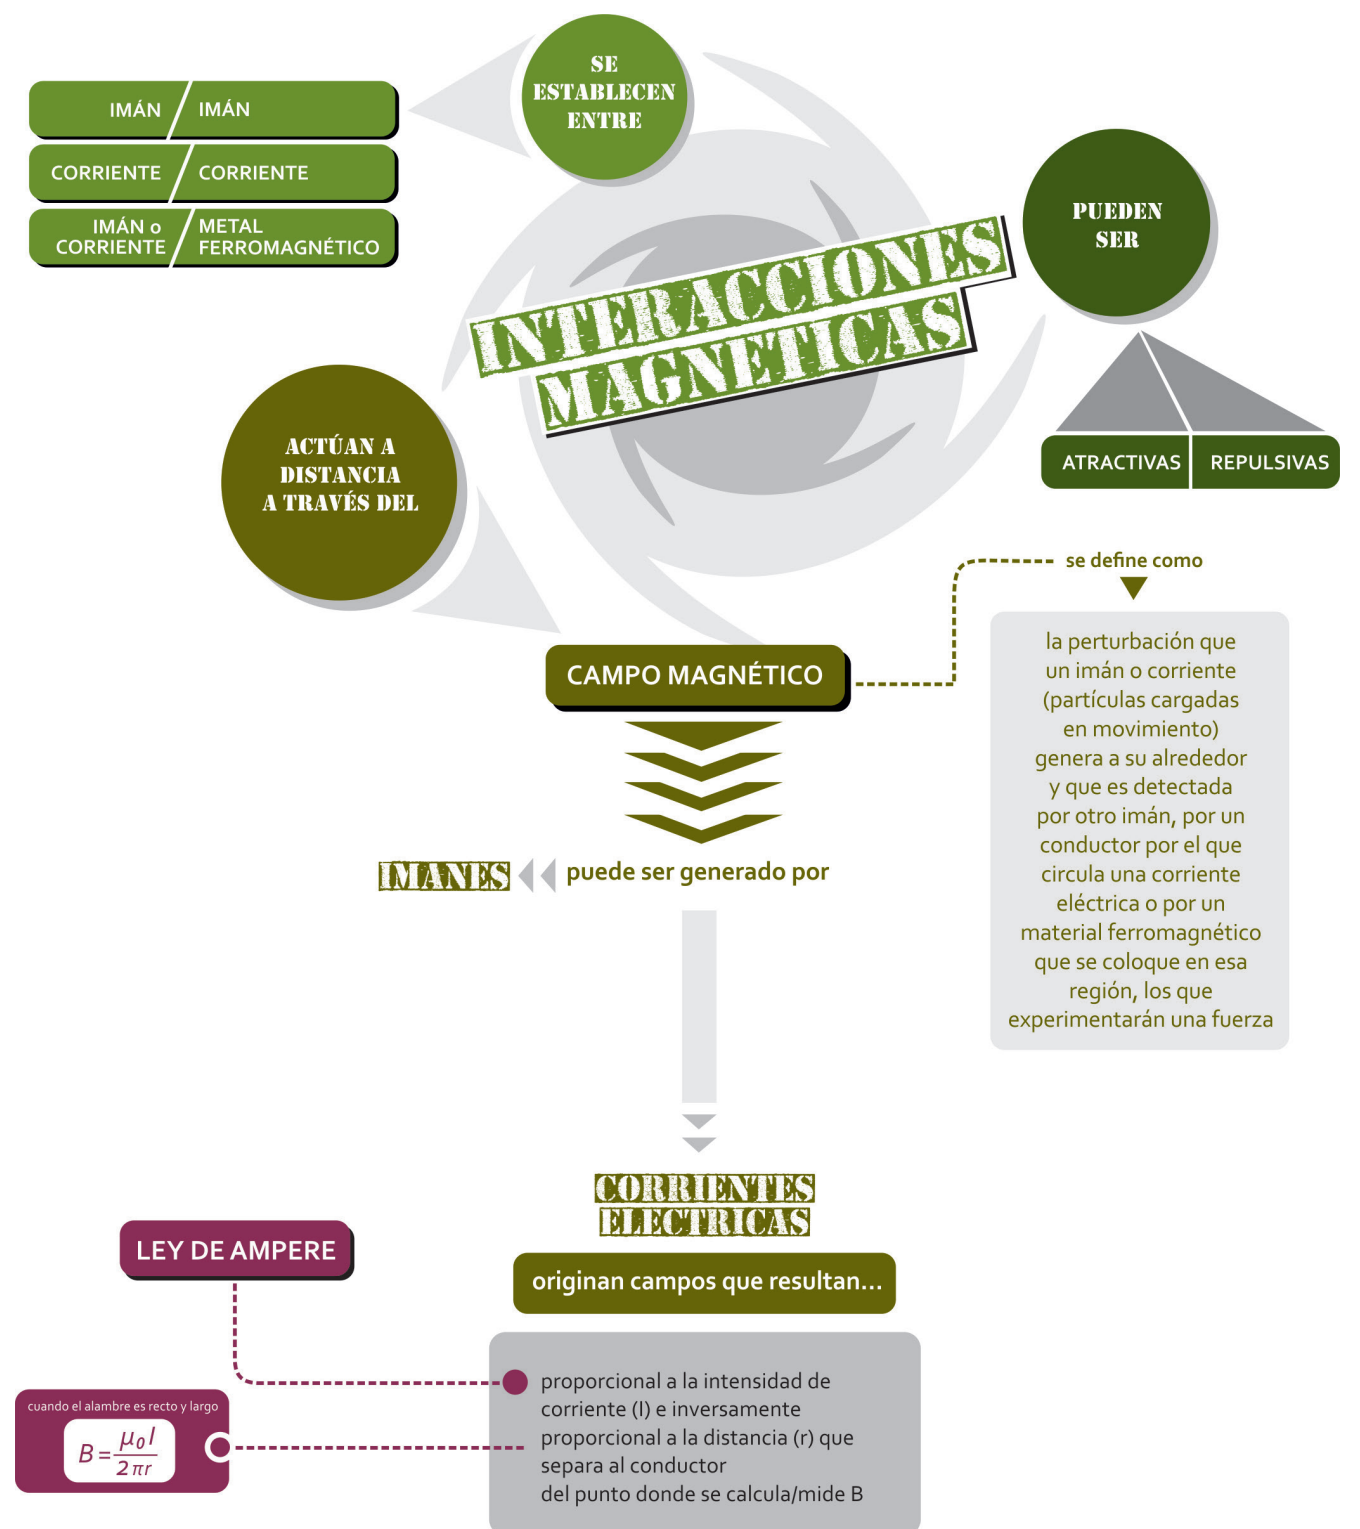 SE
ESTABLECEN
ENTRE
IMÁN / IMÁN
CORRIENTE / CORRIENTE
IMÁN o
CORRIENTE / METAL
FERROMAGNÉTICO
PUEDEN
SER
ATRACTIVAS REPULSIVAS
INTERACCIONES
MAGNETICAS
ACTÚAN A
DISTANCIA
A TRAVÉS DEL
CAMPO MAGNÉTICO
se define como
la perturbación que
un imán o corriente
(partículas cargadas
en movimiento)
genera a su alrededor
y que es detectada
por otro imán, por un
conductor por el que
circula una corriente
eléctrica o por un
material ferromagnético
que se coloque en esa
región, los que
experimentarán una fuerza
puede ser generado por
IMANES
CORRIENTES
ELECTRICAS
originan campos que resultan...
LEY DE AMPERE
proporcional a la intensidad de
corriente (I) e inversamente
proporcional a la distancia (r) que
separa al conductor
del punto donde se calcula/mide B
cuando el alambre es recto y largo
B = μ₀I / 2πr